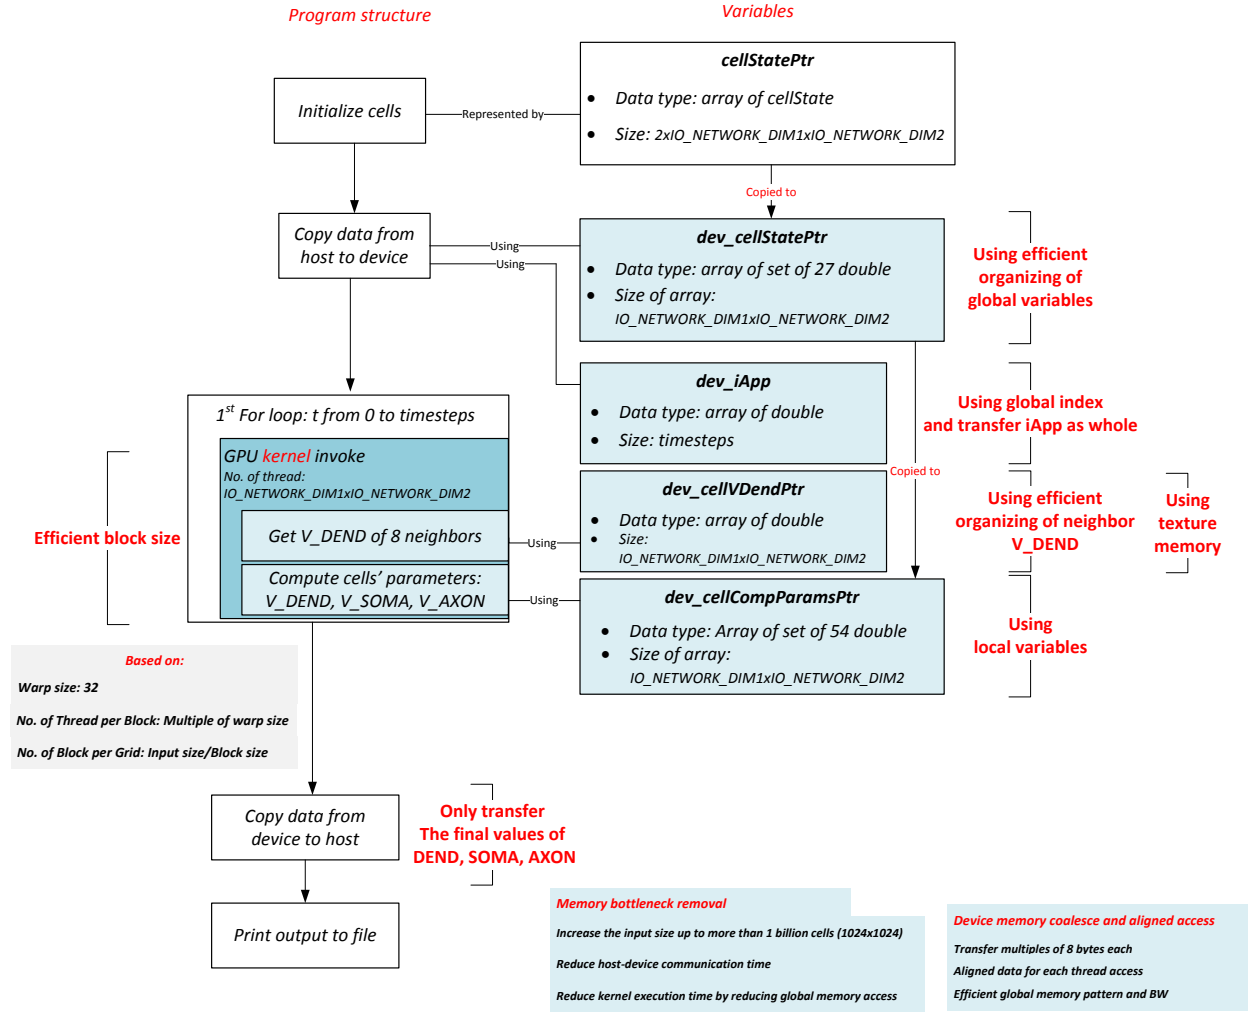 Program structure
Variables
cellStatePtr
Initialize cells
Represented by
• Data type: array of cellState
• Size: 2xIO_NETWORK_DIM1xIO_NETWORK_DIM2
Copied to
Copy data from
host to device
Using
Using
dev_cellStatePtr
• Data type: array of set of 27 double
• Size of array:
IO_NETWORK_DIM1xIO_NETWORK_DIM2
Using efficient
organizing of
global variables
dev_iApp
• Data type: array of double
• Size: timesteps
Using global index
and transfer iApp as whole
Copied to
1st For loop: t from 0 to timesteps
GPU kernel invoke
No. of thread:
IO_NETWORK_DIM1xIO_NETWORK_DIM2
Efficient block size
Get V_DEND of 8 neighbors
Using
dev_cellVDendPtr
• Data type: array of double
• Size:
IO_NETWORK_DIM1xIO_NETWORK_DIM2
Using efficient
organizing of neighbor
V_DEND
Using
texture
memory
Compute cells’ parameters:
V_DEND, V_SOMA, V_AXON
Using
dev_cellCompParamsPtr
• Data type: Array of set of 54 double
• Size of array:
IO_NETWORK_DIM1xIO_NETWORK_DIM2
Using
local variables
Based on:
Warp size: 32
No. of Thread per Block: Multiple of warp size
No. of Block per Grid: Input size/Block size
Copy data from
device to host
Only transfer
The final values of
DEND, SOMA, AXON
Print output to file
Memory bottleneck removal
Increase the input size up to more than 1 billion cells (1024x1024)
Reduce host-device communication time
Reduce kernel execution time by reducing global memory access
Device memory coalesce and aligned access
Transfer multiples of 8 bytes each
Aligned data for each thread access
Efficient global memory pattern and BW